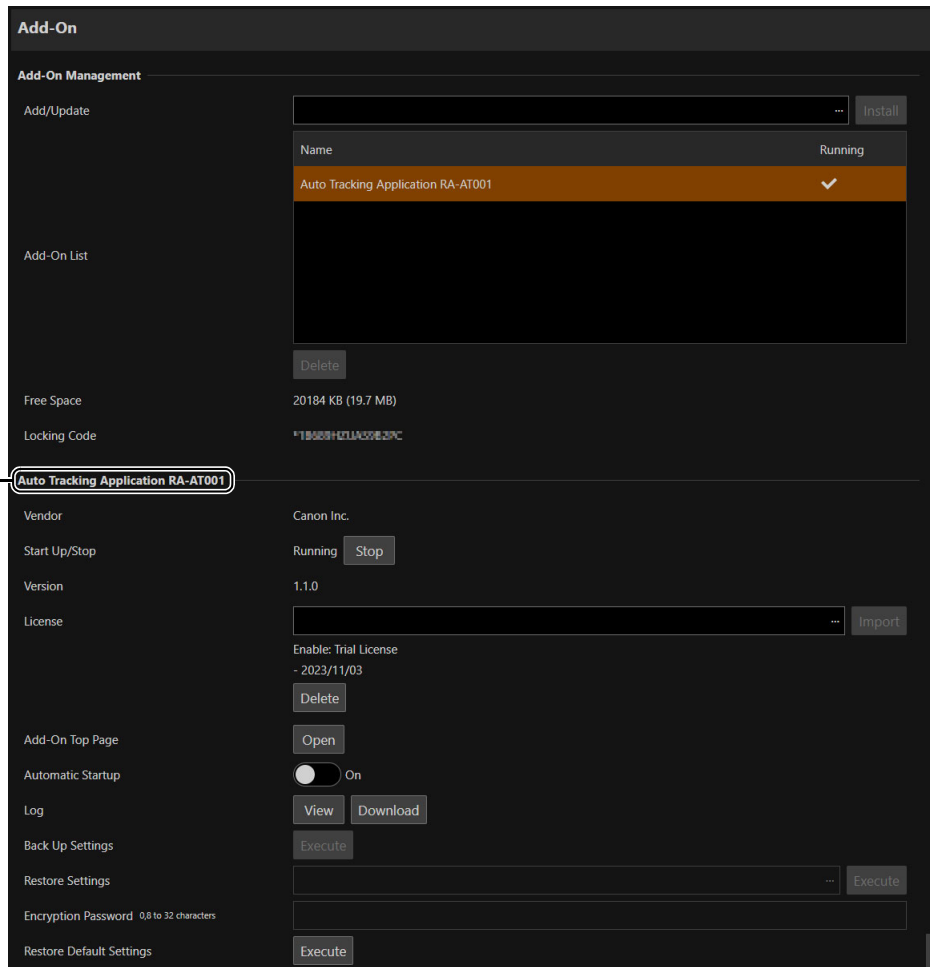 Add-On
Add-On Management
Add/Update ... Install
Name Running
Auto Tracking Application RA-AT001
Add-On List
Delete
Free Space 20184 KB (19.7 MB)
Locking Code
Auto Tracking Application RA-AT001
Vendor Canon Inc.
Start Up/Stop Running Stop
Version 1.1.0
License ... Import
Enable: Trial License
- 2023/11/03
Delete
Add-On Top Page Open
Automatic Startup On
Log View Download
Back Up Settings Execute
Restore Settings ... Execute
Encryption Password 0,8 to 32 characters
Restore Default Settings Execute